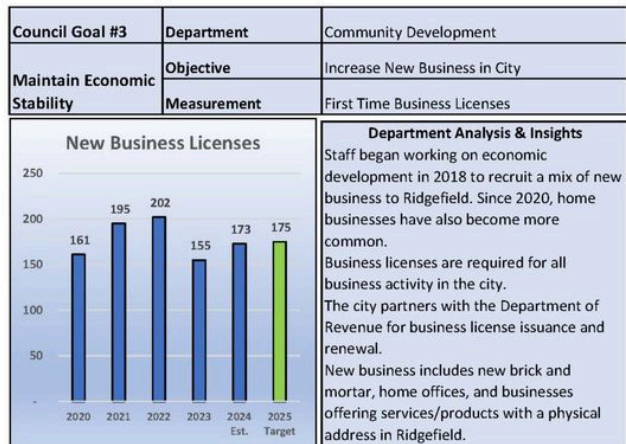 Council Goal #3
Department
Community Development
Maintain Economic
Stability
Objective
Increase New Business in City
Measurement
First Time Business Licenses
New Business Licenses
250
200
150
100
50
-
161
195
202
155
173
175
2020
2021
2022
2023
2024
Est.
2025
Target
Department Analysis & Insights
Staff began working on economic
development in 2018 to recruit a mix of new
business to Ridgefield. Since 2020, home
businesses have also become more
common.
Business licenses are required for all
business activity in the city.
The city partners with the Department of
Revenue for business license issuance and
renewal.
New business includes new brick and
mortar, home offices, and businesses
offering services/products with a physical
address in Ridgefield.